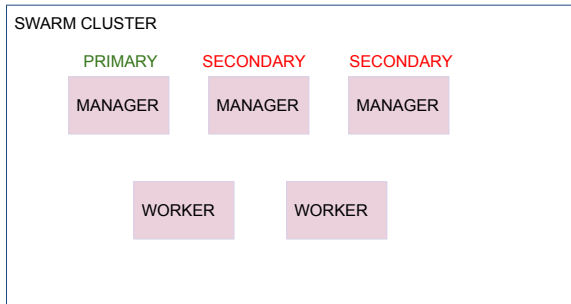 SWARM CLUSTER
PRIMARY SECONDARY SECONDARY
MANAGER MANAGER MANAGER
WORKER WORKER